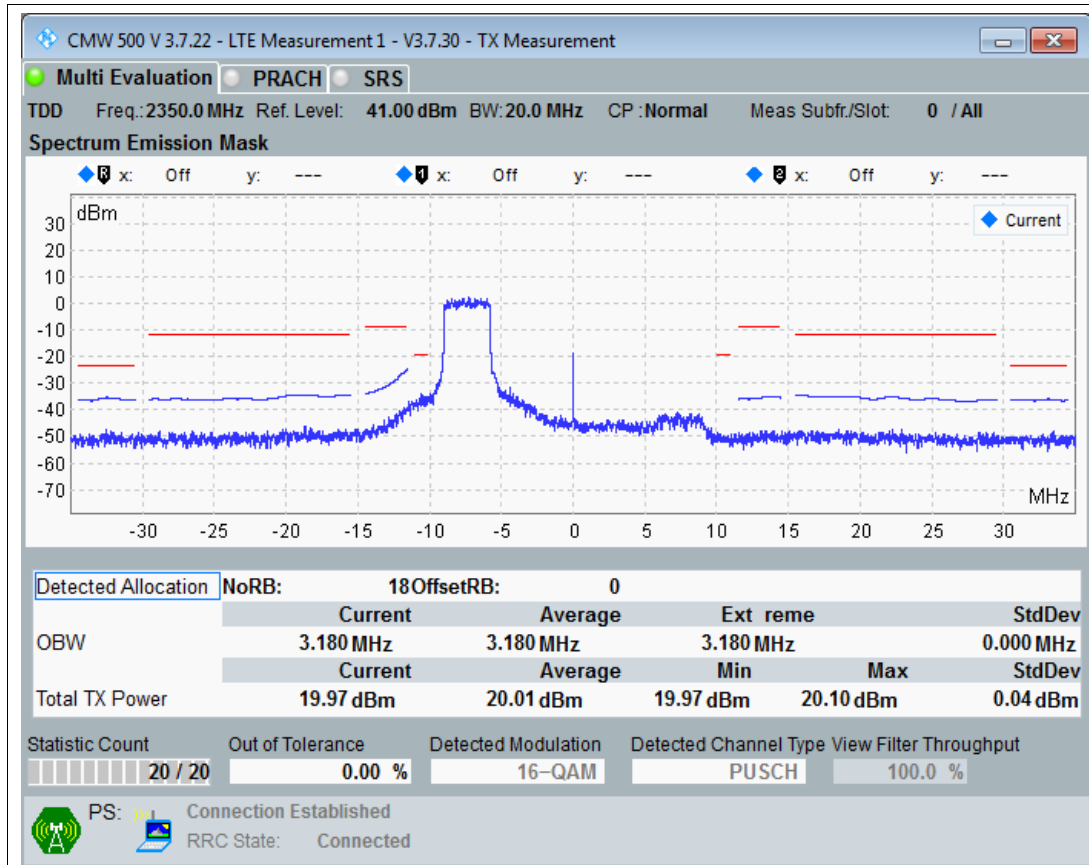 CMW 500 V 3.7.22 - LTE Measurement 1 - V3.7.30 - TX Measurement
Multi Evaluation PRACH SRS
TDD Freq.: 2350.0 MHz Ref. Level: 41.00 dBm BW: 20.0 MHz CP : Normal Meas Subfr./Slot: 0 / All
Spectrum Emission Mask
R x: Off y: --- 1 x: Off y: --- 2 x: Off y: ---
dBm
Current
30
20
10
0
-10
-20
-30
-40
-50
-60
-70
MHz
-30 -25 -20 -15 -10 -5 0 5 10 15 20 25 30
Detected Allocation NoRB: 18 OffsetRB: 0
Current Average Ext reme StdDev
OBW 3.180 MHz 3.180 MHz 3.180 MHz 0.000 MHz
Current Average Min Max StdDev
Total TX Power 19.97 dBm 20.01 dBm 19.97 dBm 20.10 dBm 0.04 dBm
Statistic Count Out of Tolerance Detected Modulation Detected Channel Type View Filter Throughput
20 / 20 0.00 % 16-QAM PUSCH 100.0 %
PS: Connection Established
RRC State: Connected